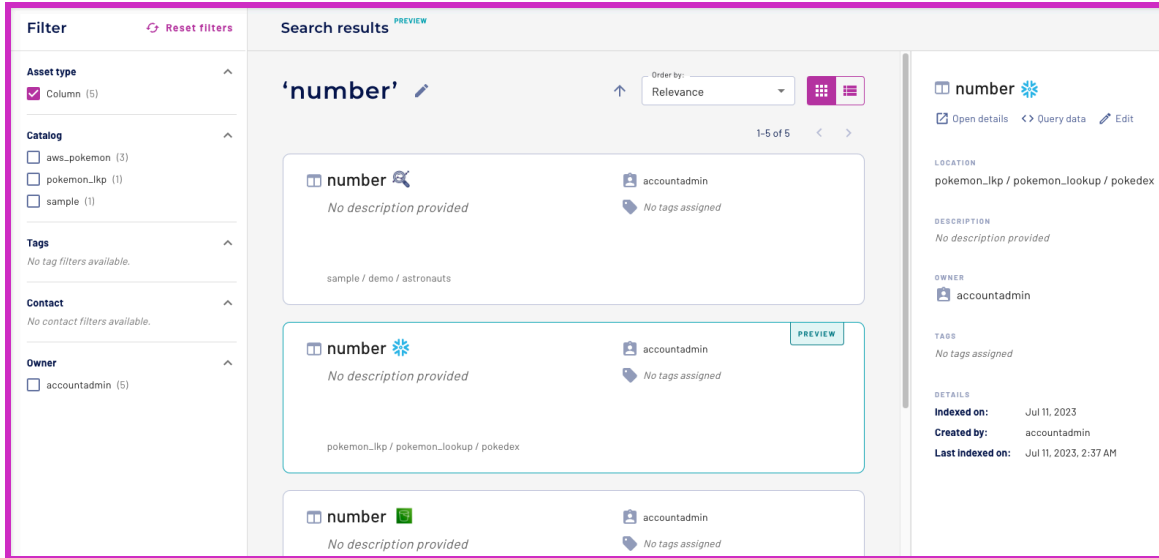 Filter
Reset filters
Asset type
Column (5)
Catalog
aws_pokemon (3)
pokemon_lkp (1)
sample (1)
Tags
No tag filters available.
Contact
No contact filters available.
Owner
accountadmin (5)
Search results PREVIEW
'number'
Order by:
Relevance
1-5 of 5
number
accountadmin
No description provided
No tags assigned
sample / demo / astronauts
PREVIEW
number
accountadmin
No description provided
No tags assigned
pokemon_lkp / pokemon_lookup / pokedex
number
accountadmin
No description provided
No tags assigned
number
Open details <> Query data Edit
LOCATION
pokemon_lkp / pokemon_lookup / pokedex
DESCRIPTION
No description provided
OWNER
accountadmin
TAGS
No tags assigned
DETAILS
Indexed on: Jul 11, 2023
Created by: accountadmin
Last indexed on: Jul 11, 2023, 2:37 AM